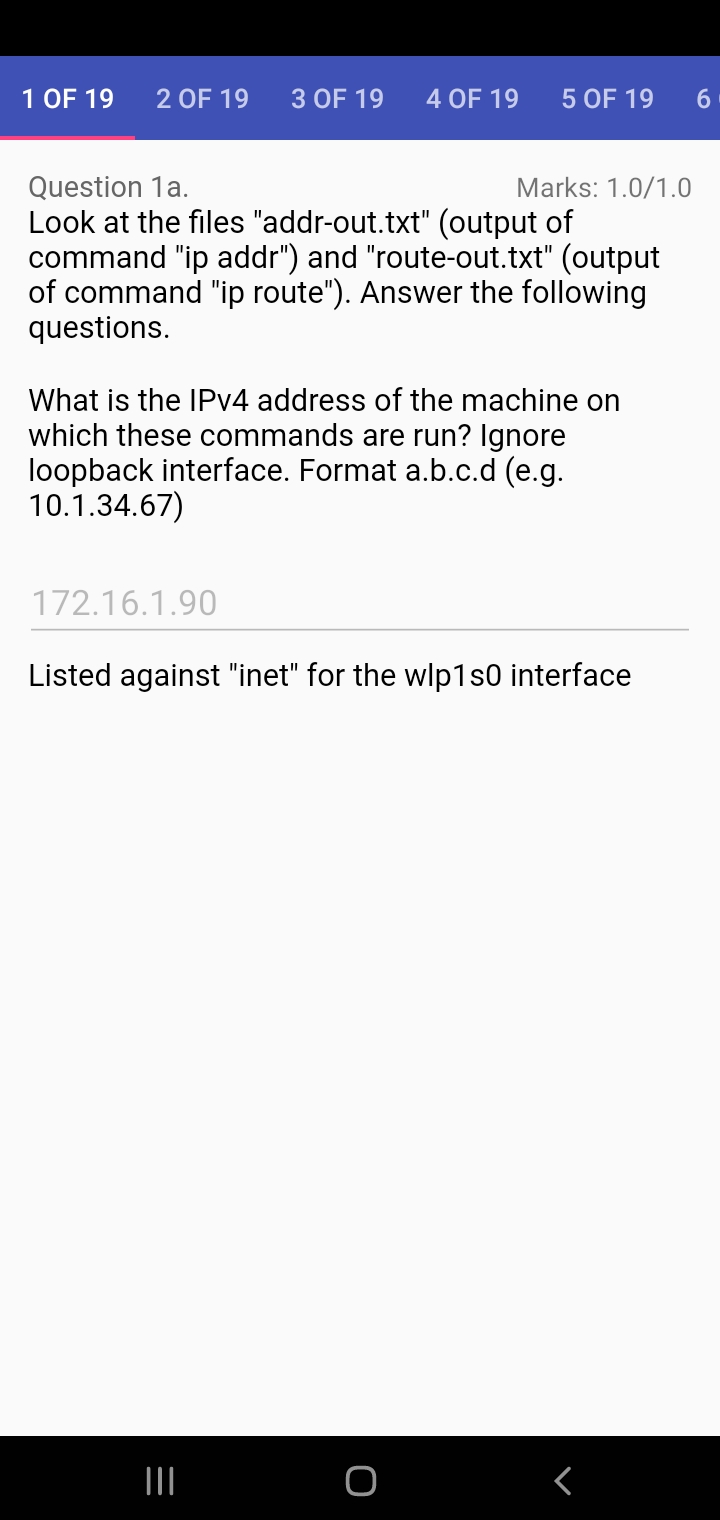 1 OF 19 2 OF 19 3 OF 19 4 OF 19 5 OF 19 6
Question 1a. Marks: 1.0/1.0
Look at the files "addr-out.txt" (output of
command "ip addr") and "route-out.txt" (output
of command "ip route"). Answer the following
questions.
What is the IPv4 address of the machine on
which these commands are run? Ignore
loopback interface. Format a.b.c.d (e.g.
10.1.34.67)
172.16.1.90
Listed against "inet" for the wlp1s0 interface